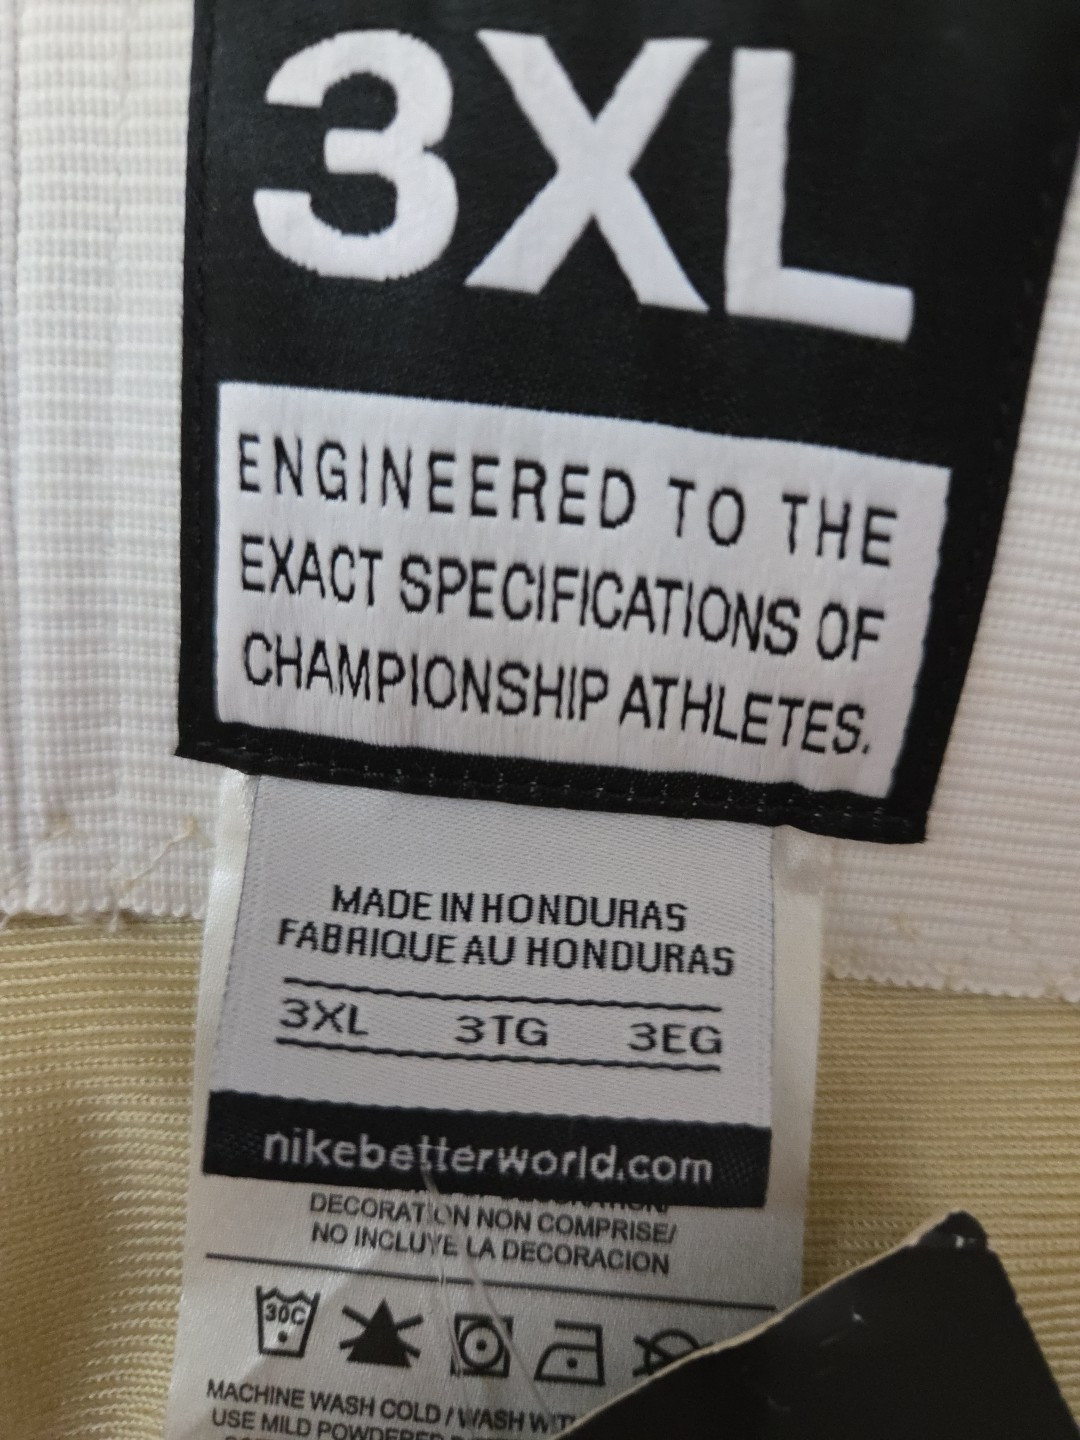 3XL
ENGINEERED TO THE
EXACT SPECIFICATIONS OF
CHAMPIONSHIP ATHLETES.
MADE IN HONDURAS
FABRIQUE AU HONDURAS
3XL 3TG 3EG
nikebetterworld.com
DECORATION NON COMPRISE/
NO INCLUYE LA DECORACION
30C
MACHINE WASH COLD / WASH WITH
USE MILD POWDERED